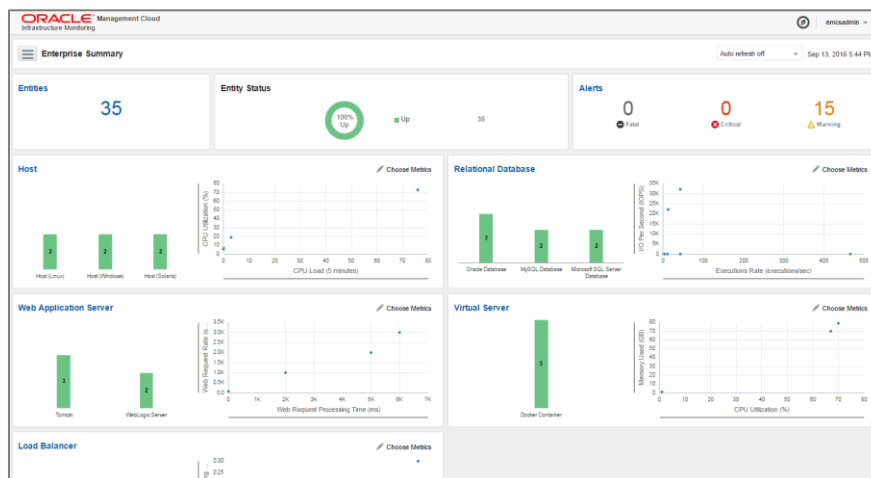 ORACLE Management Cloud
Infrastructure Monitoring
emcsadmin
Enterprise Summary
Auto refresh off
Sep 13, 2016 5:44 PM
Entities
35
Entity Status
100%
Up
Up 35
Alerts
0 0 15
Fatal Critical Warning
Host
Choose Metrics
2 2 2
Host(Linux) Host(Windows) Host(Solaris)
CPU Utilization (%)
80
70
60
50
40
30
20
10
0
0 10 20 30 40 50 60 70 80
CPU Load (5 minutes)
Relational Database
Choose Metrics
3 2 2
Oracle Database MySQL Database Microsoft SQL Server
Database
I/O Per Second (IOPS)
35K
30K
25K
20K
15K
10K
5K
0
0 100 200 300 400 500
Executions Rate (executions/sec)
Web Application Server
Choose Metrics
3 2
Tomcat WebLogic Server
Web Request Rate (e...
3.5K
3.0K
2.5K
2.0K
1.5K
1.0K
0.5K
0.0
0 1K 2K 3K 4K 5K 6K 7K
Web Request Processing Time (ms)
Virtual Server
Choose Metrics
5
Docker Container
Memory Used (GB)
80
70
60
50
40
30
20
10
0
0 10 20 30 40 50 60 70 80
CPU Utilization (%)
Load Balancer
Choose Metrics
0.30
0.25